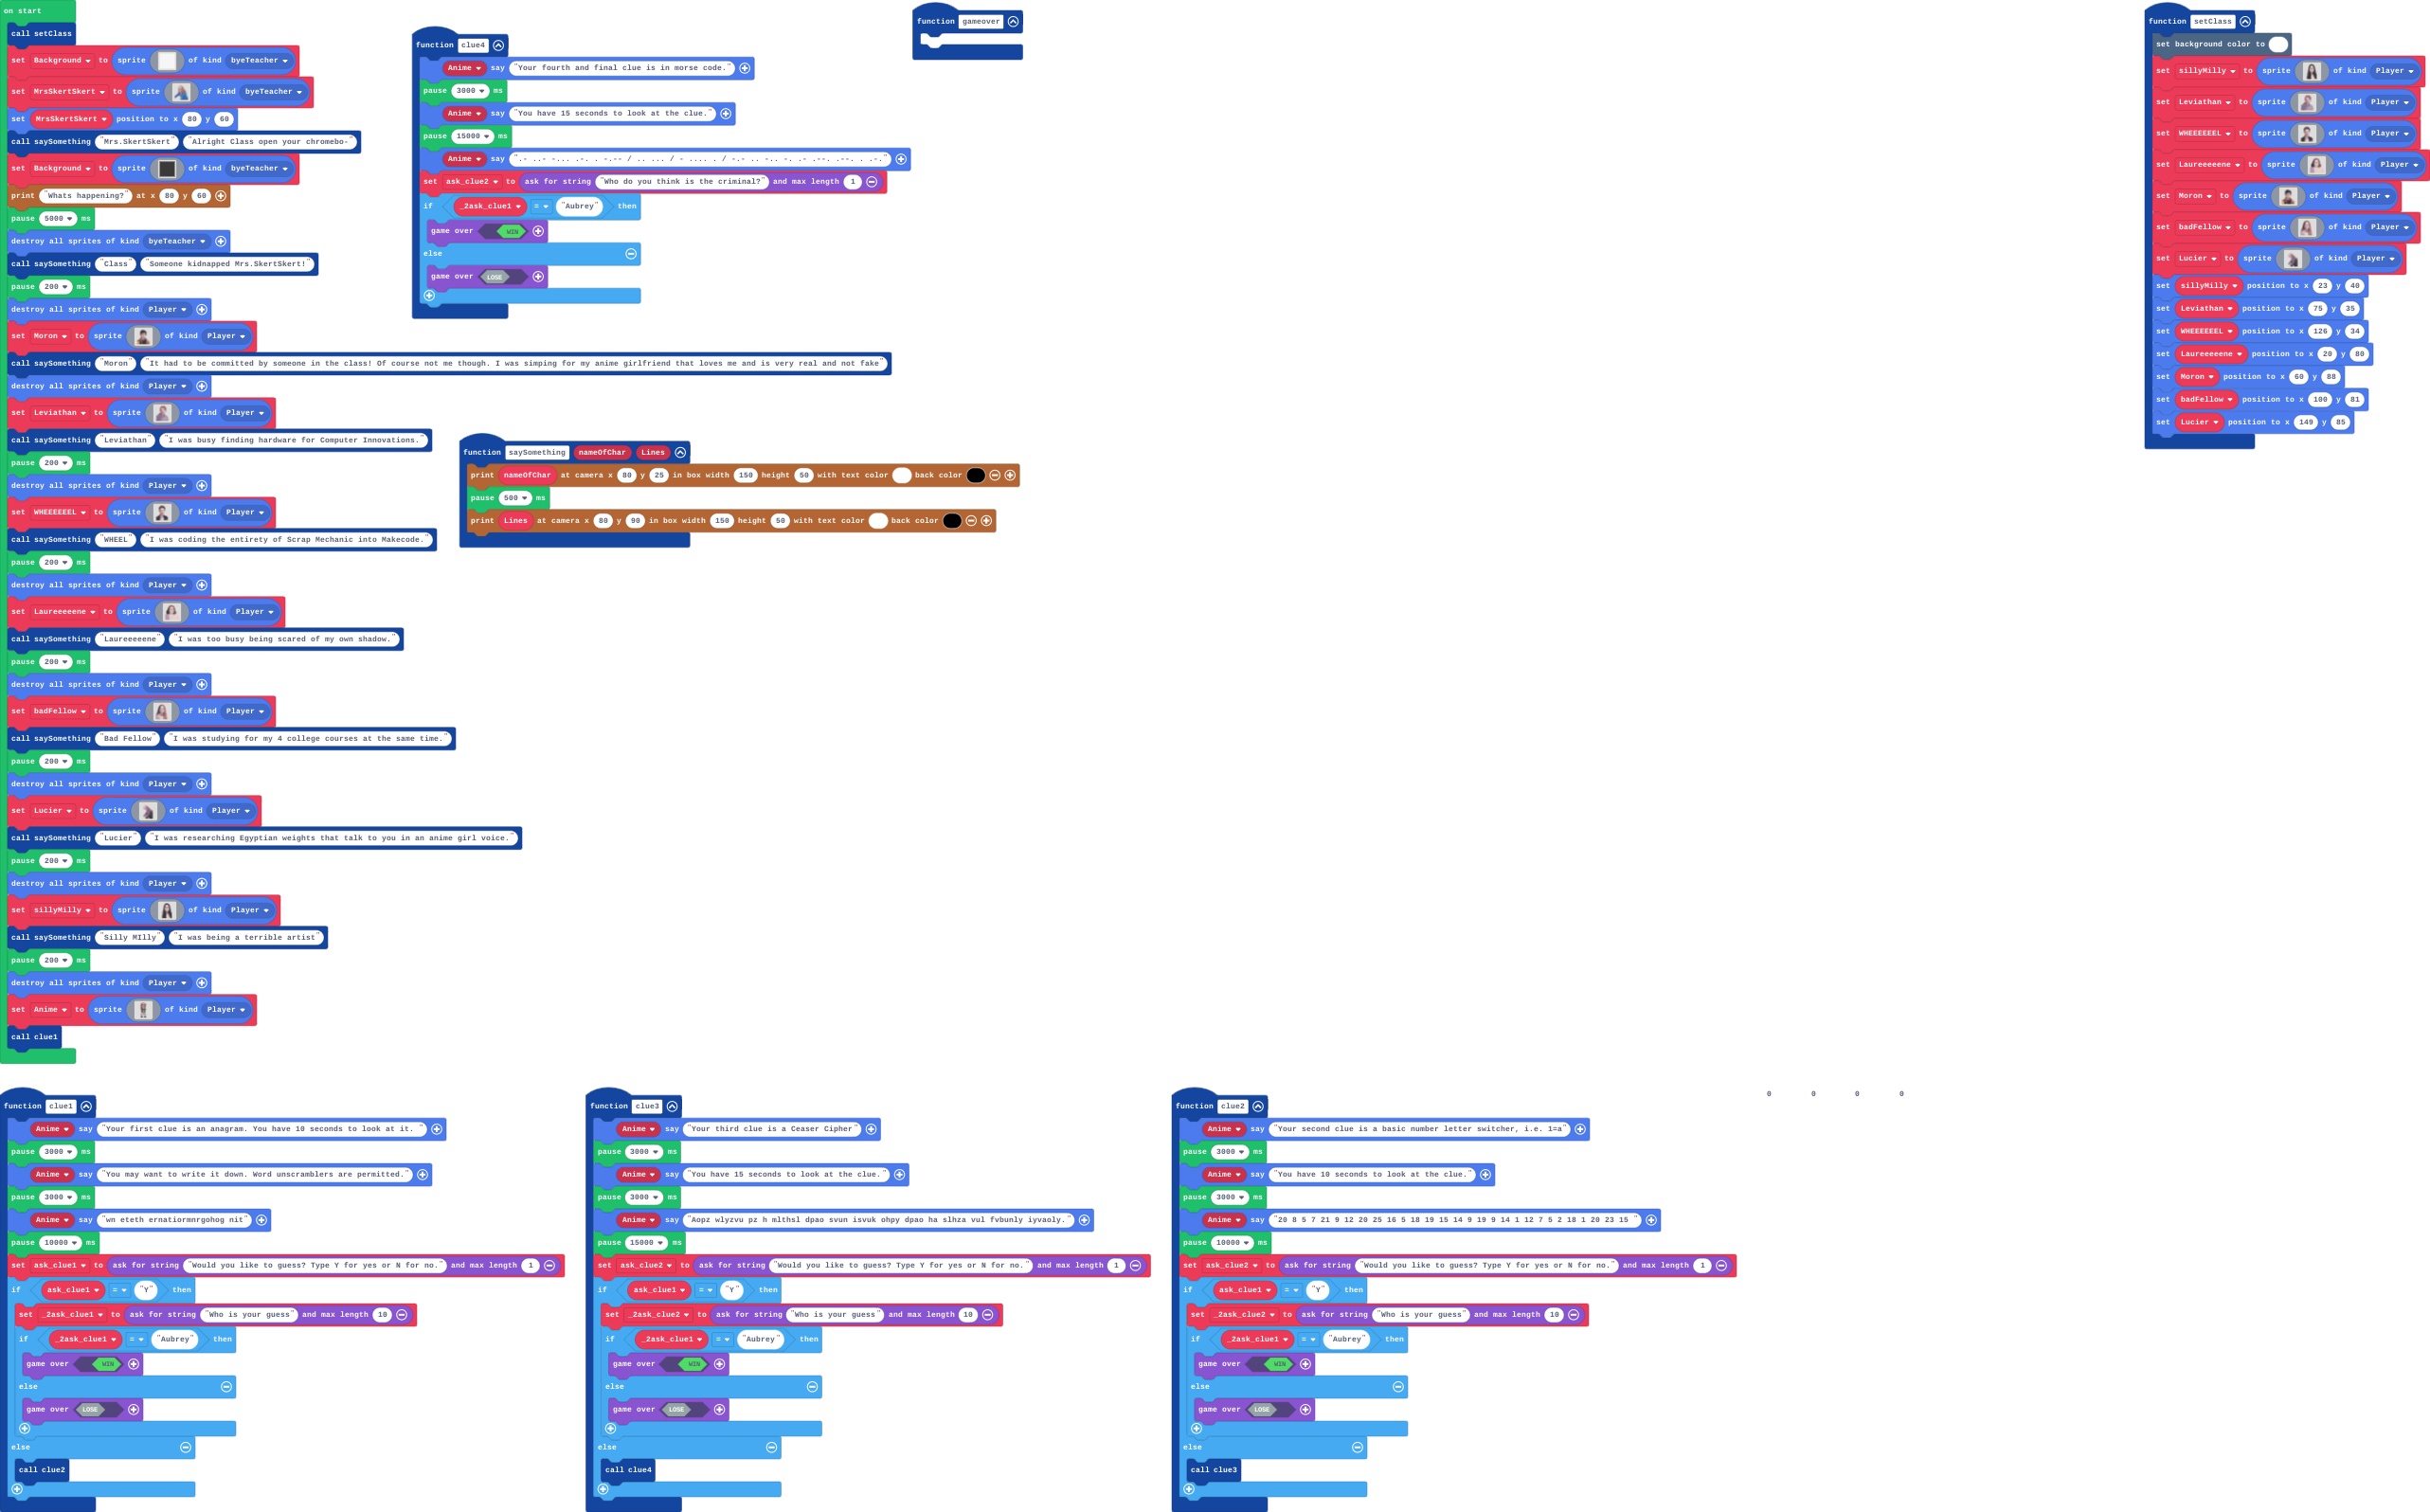 on start
call setClass
set Background to sprite of kind byeTeacher
set MrsSkertSkert to sprite of kind byeTeacher
set MrsSkertSkert position to x 80 y 60
call saySomething "Mrs.SkertSkert" "Alright Class open your chromebo-"
set Background to sprite of kind byeTeacher
print "Whats happening?" at x 80 y 60
pause 5000 ms
destroy all sprites of kind byeTeacher
call saySomething "Class" "Someone kidnapped Mrs.SkertSkert!"
pause 200 ms
destroy all sprites of kind Player
set Moron to sprite of kind Player
call saySomething "Moron" "It had to be committed by someone in the class! Of course not me though. I was simping for my anime girlfriend that loves me and is very real and not fake"
destroy all sprites of kind Player
set Leviathan to sprite of kind Player
call saySomething "Leviathan" "I was busy finding hardware for Computer Innovations."
pause 200 ms
destroy all sprites of kind Player
set WHEEEEEEL to sprite of kind Player
call saySomething "WHEEL" "I was coding the entirety of Scrap Mechanic into Makecode."
pause 200 ms
destroy all sprites of kind Player
set Laureeeeene to sprite of kind Player
call saySomething "Laureeeeene" "I was too busy being scared of my own shadow."
pause 200 ms
destroy all sprites of kind Player
set badFellow to sprite of kind Player
call saySomething "Bad Fellow" "I was studying for my 4 college courses at the same time."
pause 200 ms
destroy all sprites of kind Player
set Lucier to sprite of kind Player
call saySomething "Lucier" "I was researching Egyptian weights that talk to you in an anime girl voice."
pause 200 ms
destroy all sprites of kind Player
set sillyMilly to sprite of kind Player
call saySomething "Silly MIlly" "I was being a terrible artist"
pause 200 ms
destroy all sprites of kind Player
set Anime to sprite of kind Player
call clue1
function clue4
Anime say "Your fourth and final clue is in morse code."
pause 3000 ms
Anime say "You have 15 seconds to look at the clue."
pause 15000 ms
Anime say ".- ..- -... .-. . -.-- / .. ... / - .... . / -.- .. -.. -. .- .--. .--. . .-."
set ask_clue2 to ask for string "Who do you think is the criminal?" and max length 1
if _2ask_clue1 = "Aubrey" then
game over WIN
else
game over LOSE
function gameover
function saySomething nameOfChar Lines
print nameOfChar at camera x 80 y 25 in box width 150 height 50 with text color back color
pause 500 ms
print Lines at camera x 80 y 90 in box width 150 height 50 with text color back color
function setClass
set background color to
set sillyMilly to sprite of kind Player
set Leviathan to sprite of kind Player
set WHEEEEEEL to sprite of kind Player
set Laureeeeene to sprite of kind Player
set Moron to sprite of kind Player
set badFellow to sprite of kind Player
set Lucier to sprite of kind Player
set sillyMilly position to x 23 y 40
set Leviathan position to x 75 y 35
set WHEEEEEEL position to x 126 y 34
set Laureeeeene position to x 20 y 80
set Moron position to x 60 y 88
set badFellow position to x 100 y 81
set Lucier position to x 149 y 85
function clue1
Anime say "Your first clue is an anagram. You have 10 seconds to look at it. "
pause 3000 ms
Anime say "You may want to write it down. Word unscramblers are permitted."
pause 3000 ms
Anime say "wn eteth ernatiormnrgohog nit"
pause 10000 ms
set ask_clue1 to ask for string "Would you like to guess? Type Y for yes or N for no." and max length 1
if ask_clue1 = "Y" then
set _2ask_clue1 to ask for string "Who is your guess" and max length 10
if _2ask_clue1 = "Aubrey" then
game over WIN
else
game over LOSE
else
call clue2
function clue3
Anime say "Your third clue is a Ceaser Cipher"
pause 3000 ms
Anime say "You have 15 seconds to look at the clue."
pause 3000 ms
Anime say "Aopz wlyzvu pz h mlthsl dpao svun isvuk ohpy dpao ha slhza vul fvbunly iyvaoly."
pause 15000 ms
set ask_clue2 to ask for string "Would you like to guess? Type Y for yes or N for no." and max length 1
if ask_clue1 = "Y" then
set _2ask_clue2 to ask for string "Who is your guess" and max length 10
if _2ask_clue1 = "Aubrey" then
game over WIN
else
game over LOSE
else
call clue4
function clue2
Anime say "Your second clue is a basic number letter switcher, i.e. 1=a"
pause 3000 ms
Anime say "You have 10 seconds to look at the clue."
pause 3000 ms
Anime say "20 8 5 7 21 9 12 20 25 16 5 18 19 15 14 9 19 9 14 1 12 7 5 2 18 1 20 23 15 "
pause 10000 ms
set ask_clue2 to ask for string "Would you like to guess? Type Y for yes or N for no." and max length 1
if ask_clue1 = "Y" then
set _2ask_clue2 to ask for string "Who is your guess" and max length 10
if _2ask_clue1 = "Aubrey" then
game over WIN
else
game over LOSE
else
call clue3
0 0 0 0